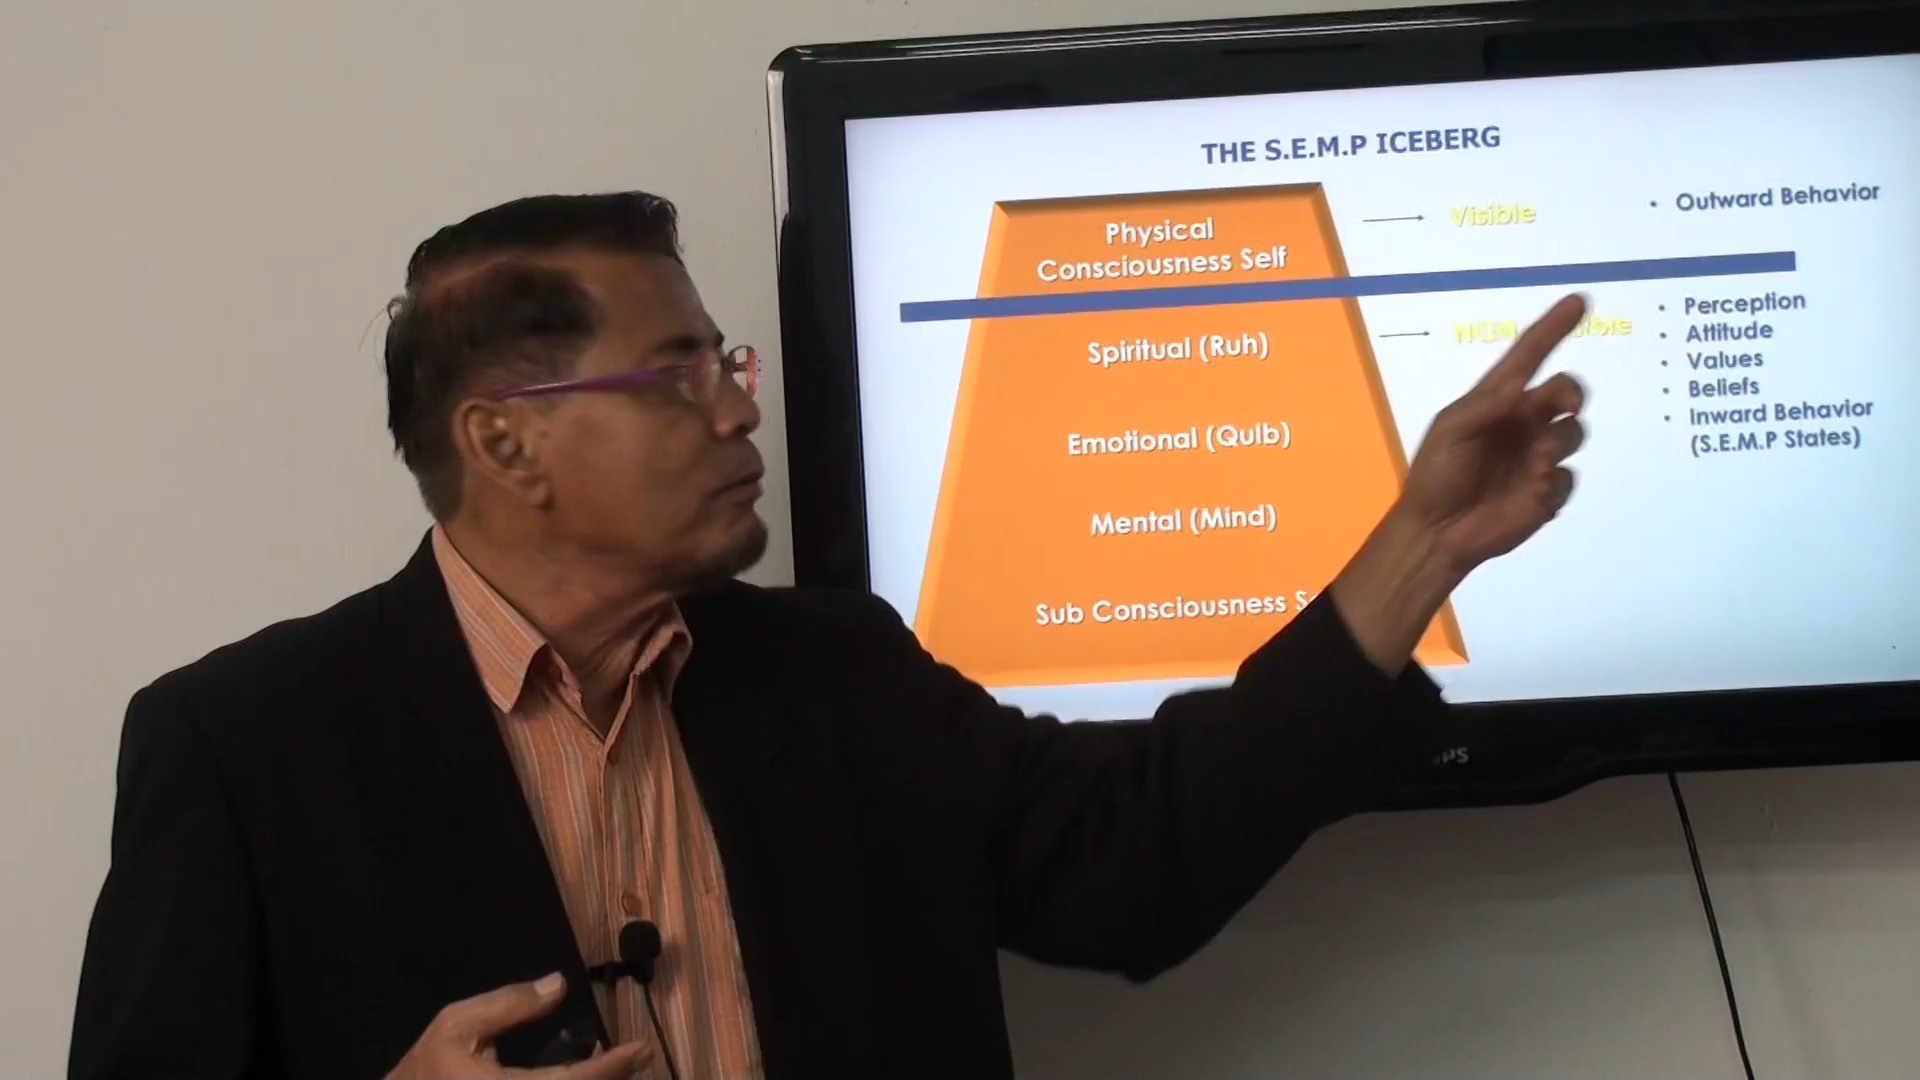 THE S.E.M.P ICEBERG
Physical
Consciousness Self
Visible
• Outward Behavior
Spiritual (Ruh)
Emotional (Qulb)
Mental (Mind)
Sub Consciousness
• Perception
• Attitude
• Values
• Beliefs
• Inward Behavior
(S.E.M.P States)